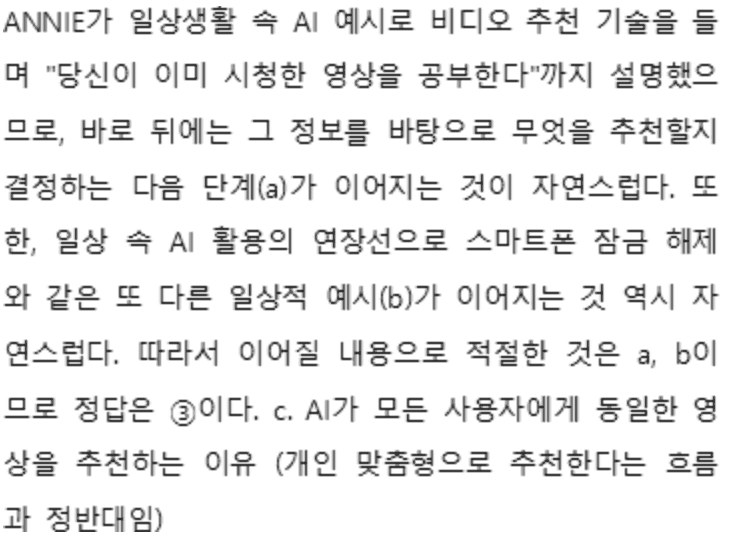 ANNIE가 일상생활 속 AI 예시로 비디오 추천 기술을 들
며 "당신이 이미 시청한 영상을 공부한다"까지 설명했으
므로, 바로 뒤에는 그 정보를 바탕으로 무엇을 추천할지
결정하는 다음 단계(a)가 이어지는 것이 자연스럽다. 또
한, 일상 속 AI 활용의 연장선으로 스마트폰 잠금 해제
와 같은 또 다른 일상적 예시(b)가 이어지는 것 역시 자
연스럽다. 따라서 이어질 내용으로 적절한 것은 a, b이
므로 정답은 ③이다. c. AI가 모든 사용자에게 동일한 영
상을 추천하는 이유 (개인 맞춤형으로 추천한다는 흐름
과 정반대임)